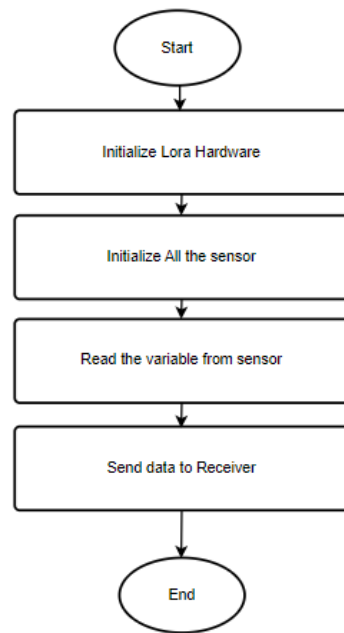 Start
Initialize Lora Hardware
Initialize All the sensor
Read the variable from sensor
Send data to Receiver
End